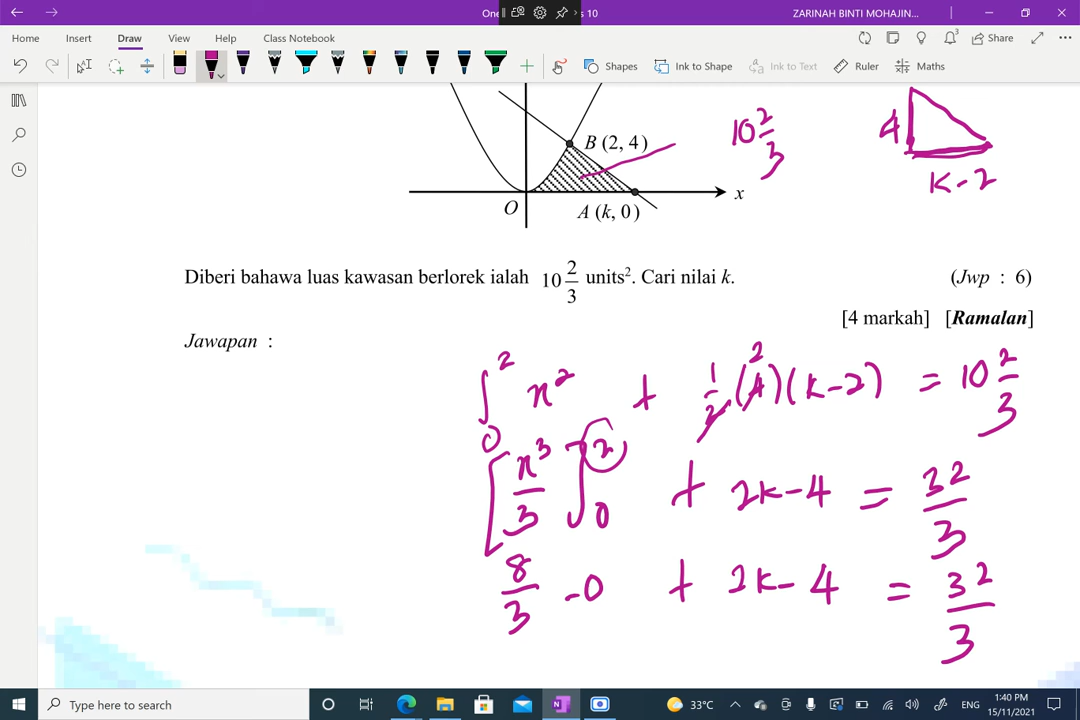 One
s 10
ZARINAH BINTI MOHAJIN...
Home Insert Draw View Help Class Notebook
Share
Shapes Ink to Shape Ink to Text Ruler Maths
B (2, 4)
O
A (k, 0)
x
10 2/3
4
k - 2
Diberi bahawa luas kawasan berlorek ialah 10 2/3 units². Cari nilai k. (Jwp : 6)
[4 markah] [Ramalan]
Jawapan :
∫₀² x² + 1/2 (4)(k-2) = 10 2/3
2
[x³/3]₀² + 2k-4 = 32/3
8/3 - 0 + 2k-4 = 32/3
Type here to search
33°C
ENG
1:40 PM
15/11/2021